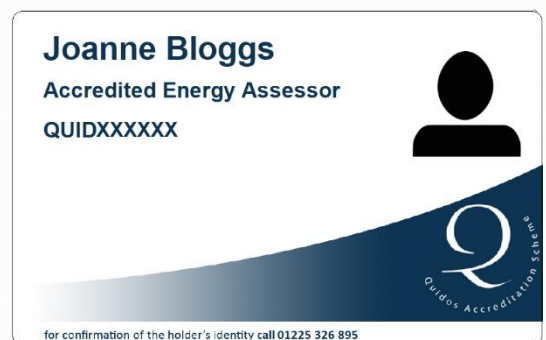 Joanne Bloggs
Accredited Energy Assessor
QUIDXXXXXX
Q
Quidos Accreditation Scheme
for confirmation of the holder's identity call 01225 326 895